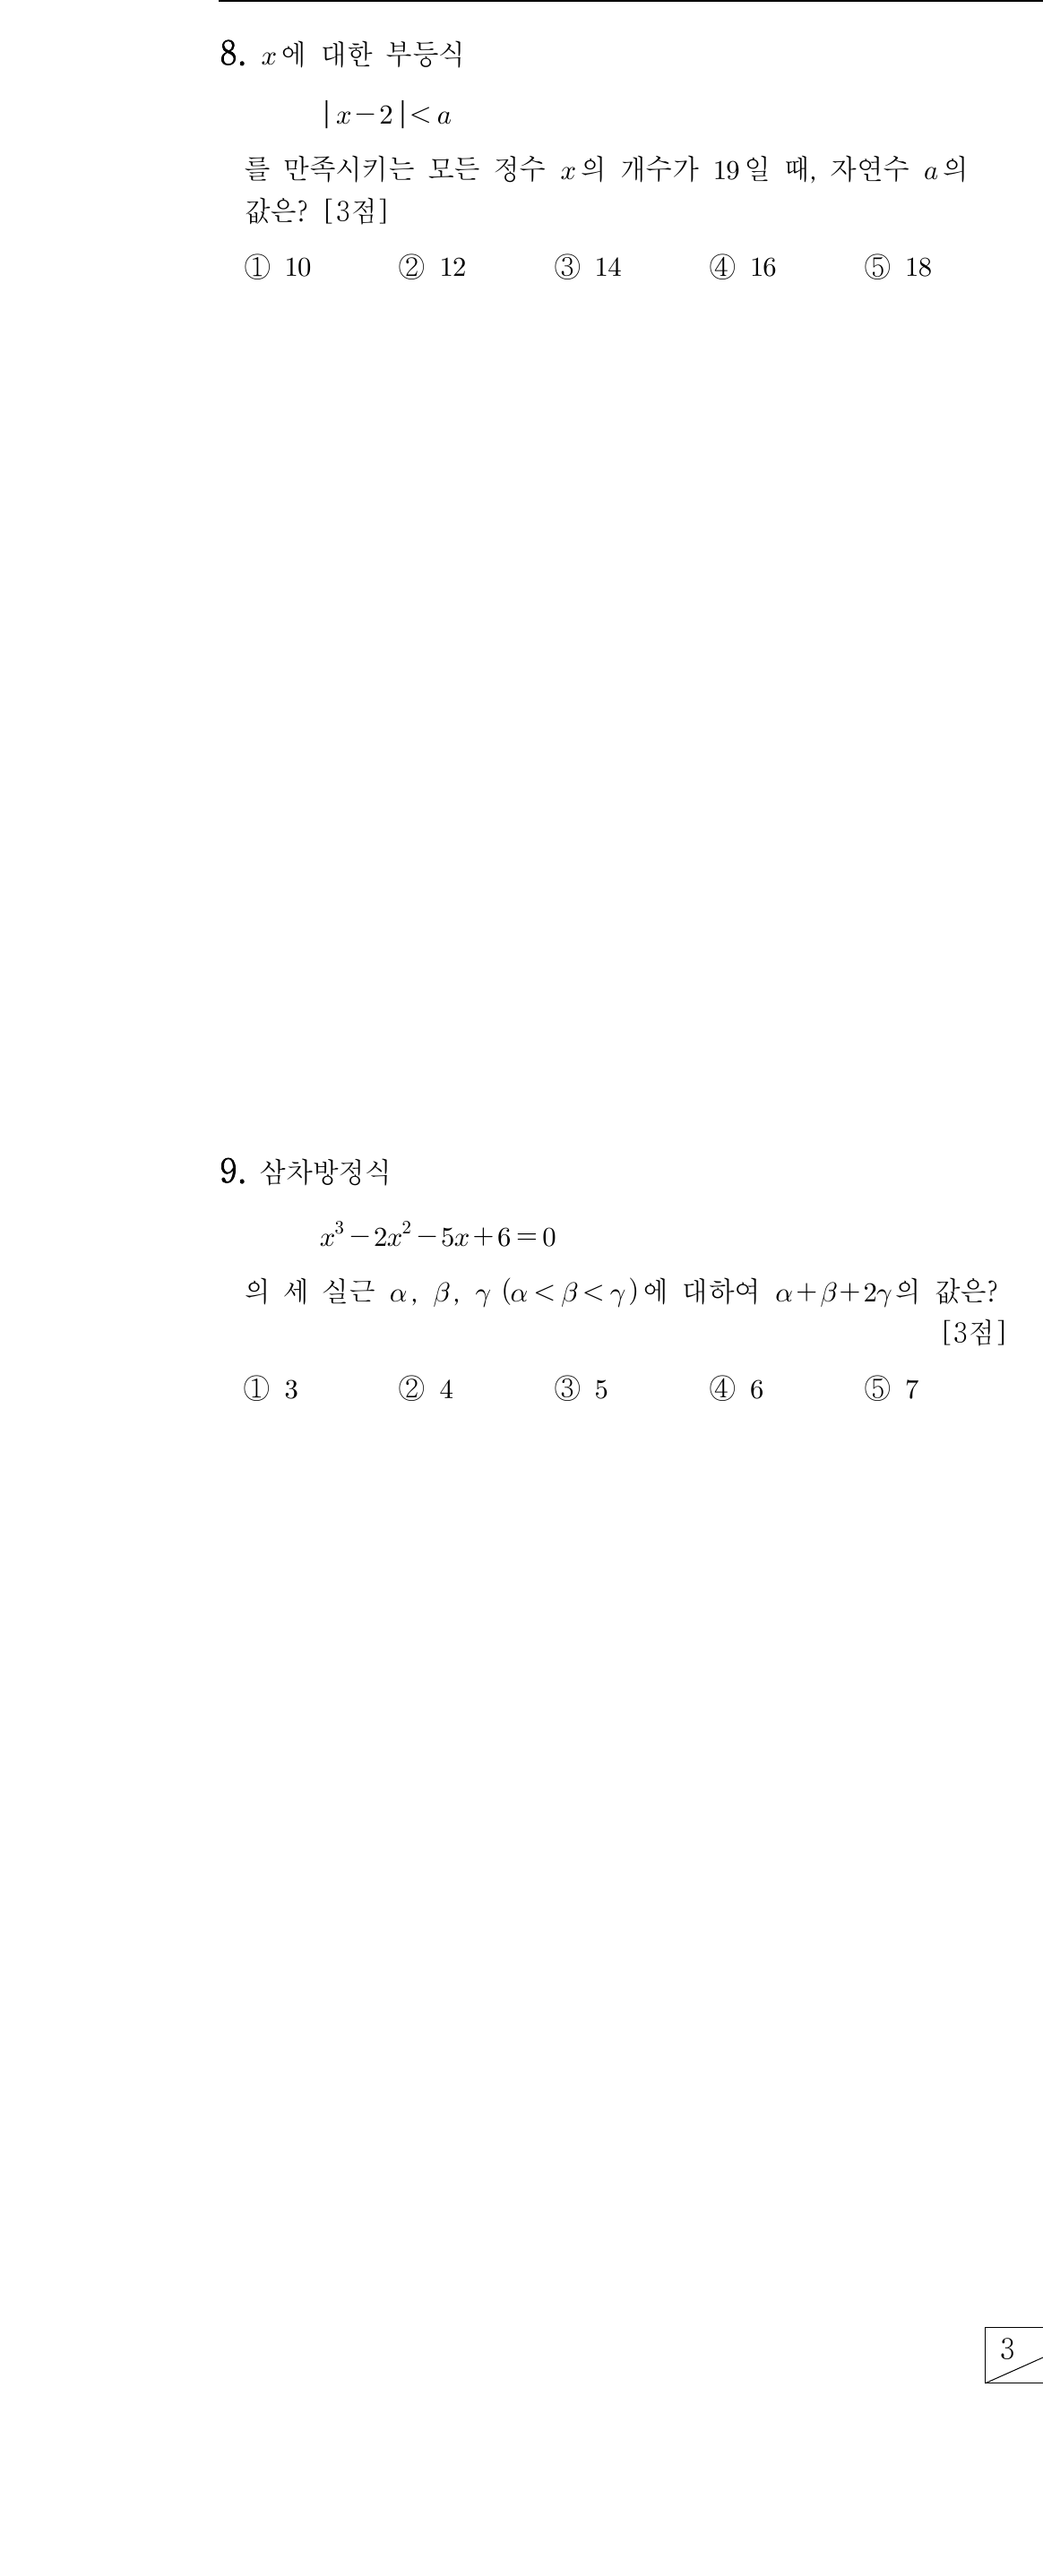 8. x에 대한 부등식
|x−2|<a
를 만족시키는 모든 정수 x의 개수가 19일 때, 자연수 a의
값은? [3점]
① 10 ② 12 ③ 14 ④ 16 ⑤ 18
9. 삼차방정식
x³−2x²−5x+6=0
의 세 실근 α, β, γ (α<β<γ)에 대하여 α+β+2γ의 값은?
[3점]
① 3 ② 4 ③ 5 ④ 6 ⑤ 7
3